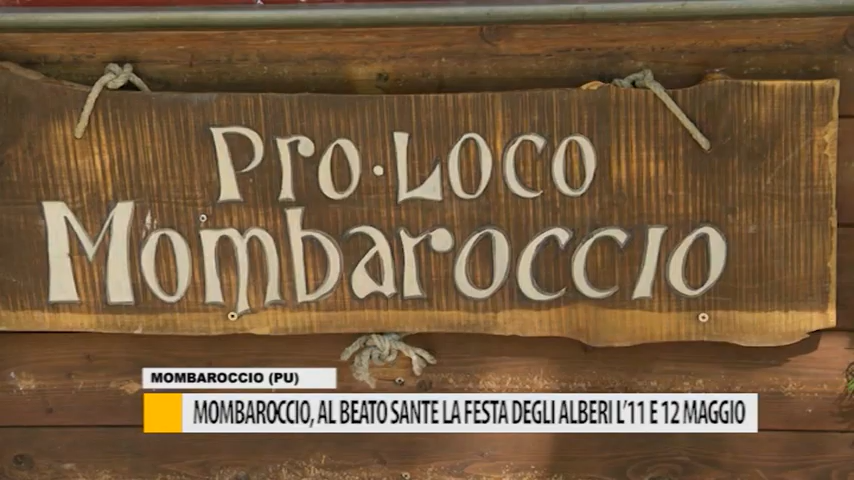 Pro·Loco
Mombaroccio
MOMBAROCCIO (PU)
MOMBAROCCIO, AL BEATO SANTE LA FESTA DEGLI ALBERI L'11 E 12 MAGGIO